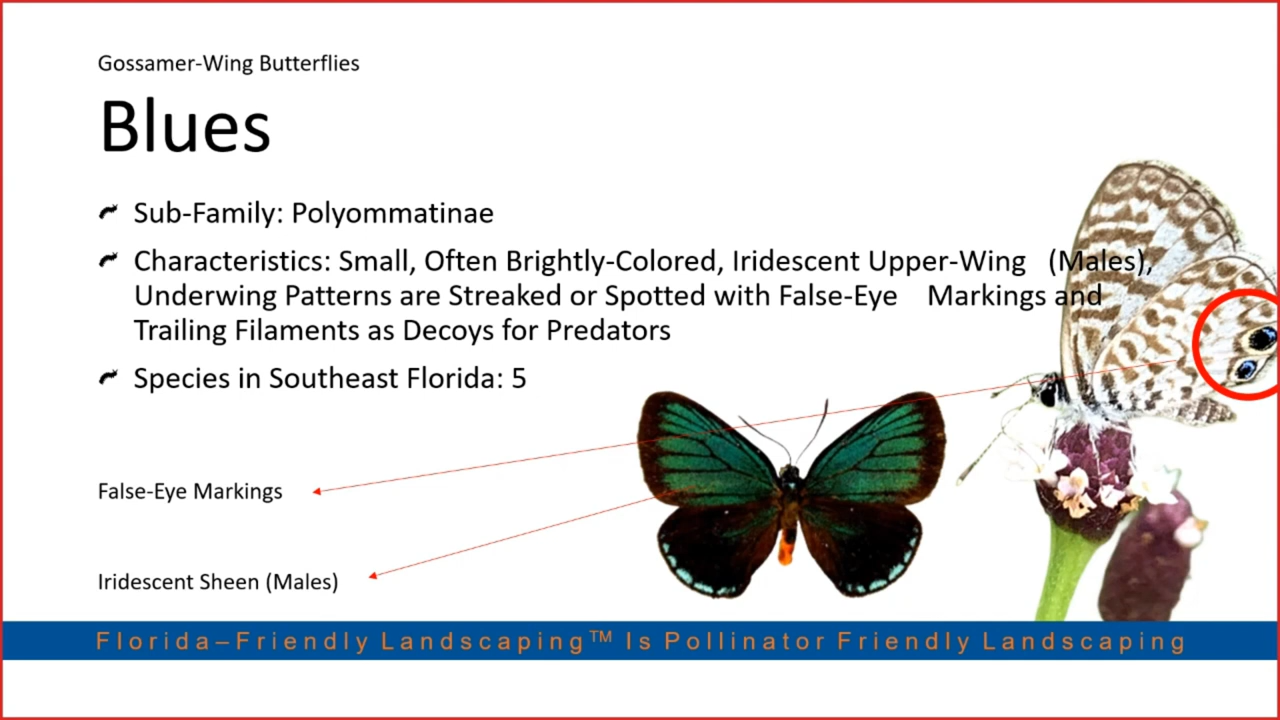 Gossamer-Wing Butterflies
Blues
Sub-Family: Polyommatinae
Characteristics: Small, Often Brightly-Colored, Iridescent Upper-Wing (Males),
Underwing Patterns are Streaked or Spotted with False-Eye Markings and
Trailing Filaments as Decoys for Predators
Species in Southeast Florida: 5
False-Eye Markings
Iridescent Sheen (Males)
Florida–Friendly Landscaping™ Is Pollinator Friendly Landscaping